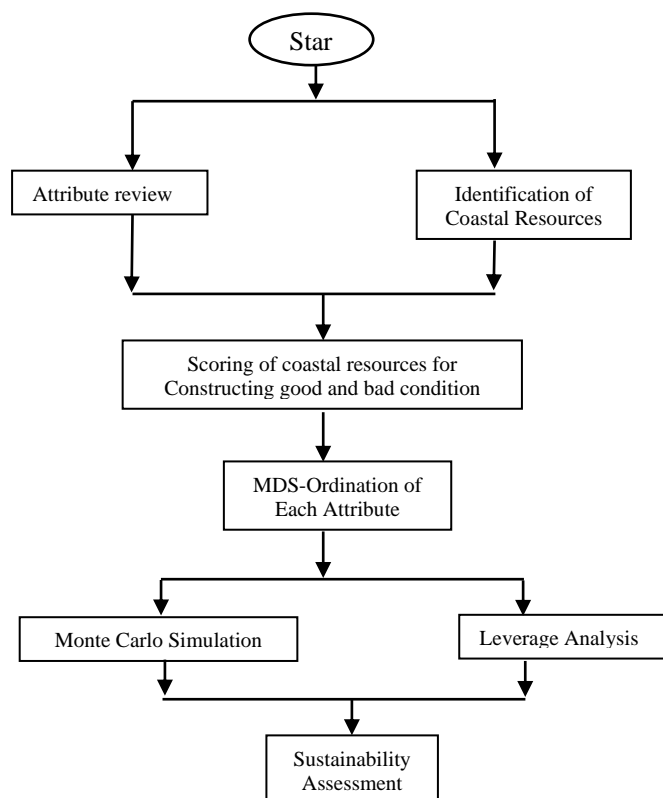 Star
Attribute review
Identification of
Coastal Resources
Scoring of coastal resources for
Constructing good and bad condition
MDS-Ordination of
Each Attribute
Monte Carlo Simulation
Leverage Analysis
Sustainability
Assessment